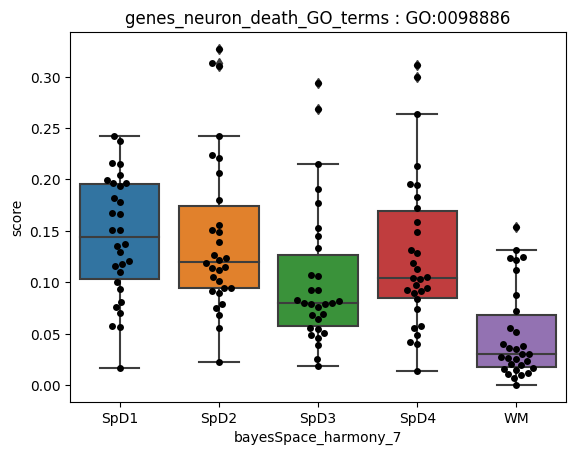 genes_neuron_death_GO_terms : GO:0098886
score
0.30
0.25
0.20
0.15
0.10
0.05
0.00
SpD1 SpD2 SpD3 SpD4 WM
bayesSpace_harmony_7